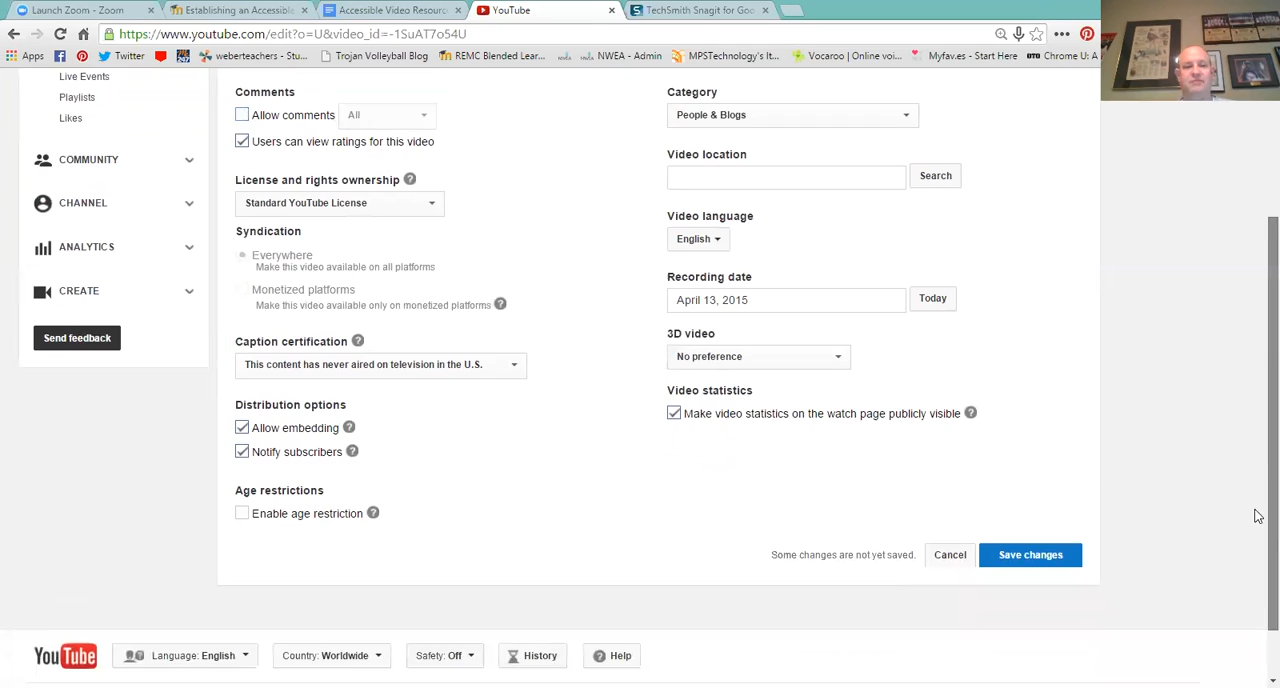 Launch Zoom - Zoom
Establishing an Accessible
Accessible Video Resource
YouTube
TechSmith Snagit for Goo
https://www.youtube.com/edit?o=U&video_id=-1SuAT7o54U
Apps
Twitter
weberteachers - Stu...
Trojan Volleyball Blog
REMC Blended Lear...
NWEA - Admin
MPSTechnology's It...
Vocaroo | Online voi...
Myfav.es - Start Here
Chrome U: A
Live Events
Playlists
Likes
COMMUNITY
CHANNEL
ANALYTICS
CREATE
Send feedback
Comments
Allow comments
All
Users can view ratings for this video
License and rights ownership ?
Standard YouTube License
Syndication
Everywhere
Make this video available on all platforms
Monetized platforms
Make this video available only on monetized platforms ?
Caption certification ?
This content has never aired on television in the U.S.
Distribution options
Allow embedding ?
Notify subscribers ?
Age restrictions
Enable age restriction ?
Category
People & Blogs
Video location
Search
Video language
English
Recording date
April 13, 2015
Today
3D video
No preference
Video statistics
Make video statistics on the watch page publicly visible ?
Some changes are not yet saved.
Cancel
Save changes
YouTube
Language: English
Country: Worldwide
Safety: Off
History
? Help